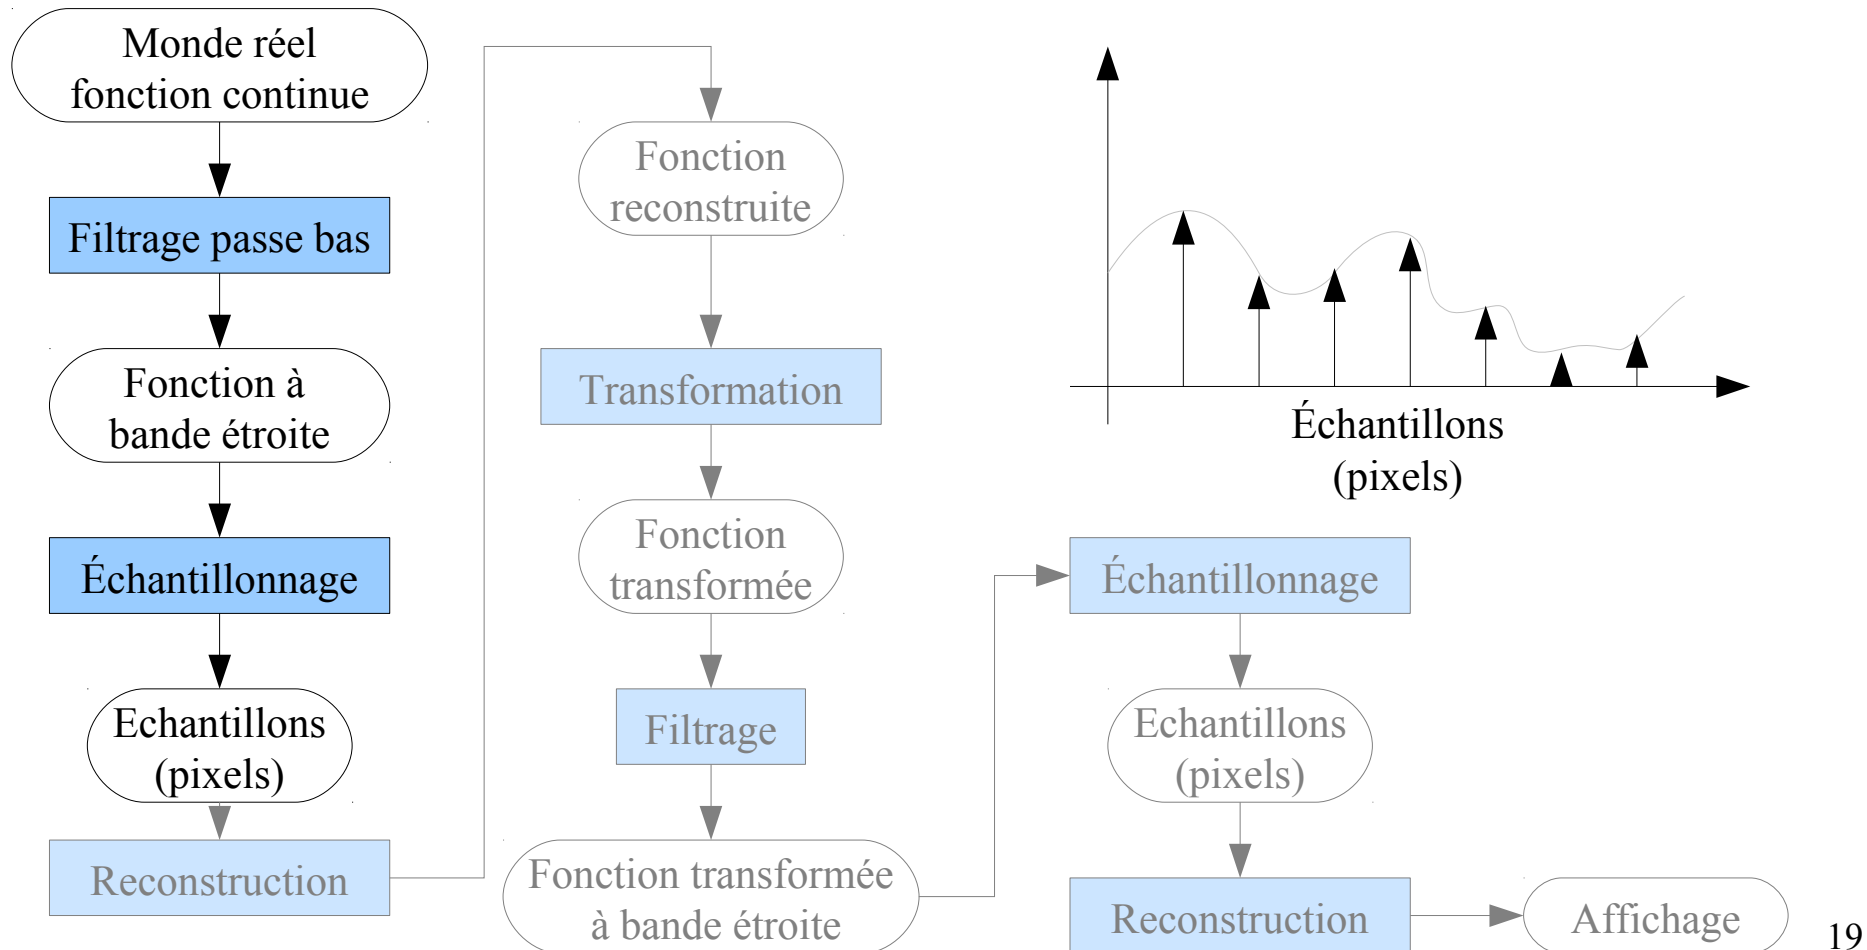 Monde réel
fonction continue
Filtrage passe bas
Fonction à
bande étroite
Échantillonnage
Echantillons
(pixels)
Reconstruction
Fonction
reconstruite
Transformation
Fonction
transformée
Filtrage
Fonction transformée
à bande étroite
Échantillons
(pixels)
Échantillonnage
Echantillons
(pixels)
Reconstruction
Affichage
19